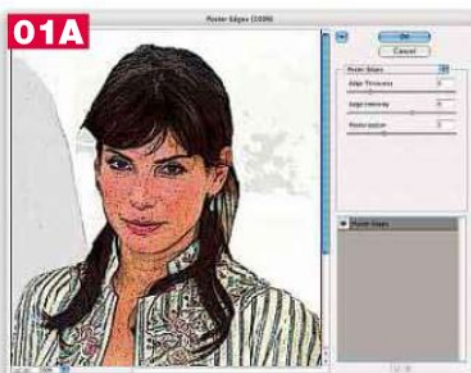 Poster Edges (100%)
01A
OK
Cancel
Poster Edges
Edge Thickness
Edge Intensity
Posterization
Poster Edges